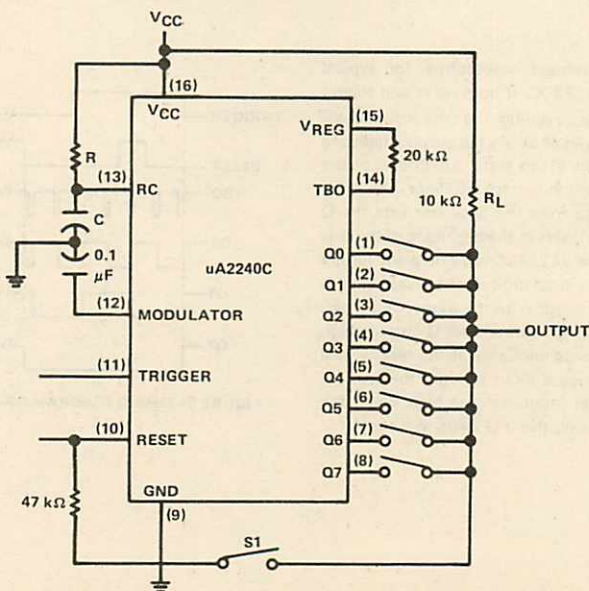 VCC
(16)
VCC
VREG
(15)
20 kΩ
R
(13)
RC
TBO
(14)
10 kΩ
RL
C
0.1
μF
uA2240C
Q0
(1)
Q1
(2)
Q2
(3)
(12)
MODULATOR
Q3
(4)
OUTPUT
Q4
(5)
(11)
TRIGGER
Q5
(6)
Q6
(7)
(10)
RESET
Q7
(8)
47 kΩ
GND
(9)
S1